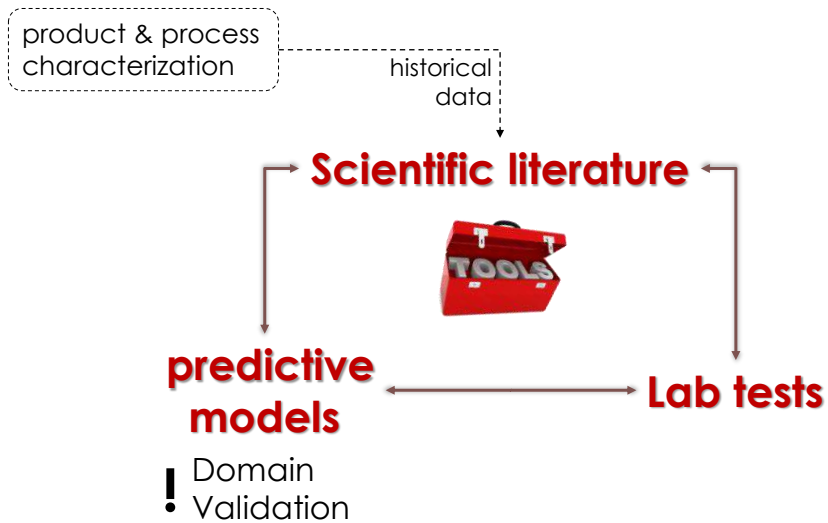 product & process
characterization
historical
data
Scientific literature
TOOLS
predictive
models
Lab tests
! Domain
Validation